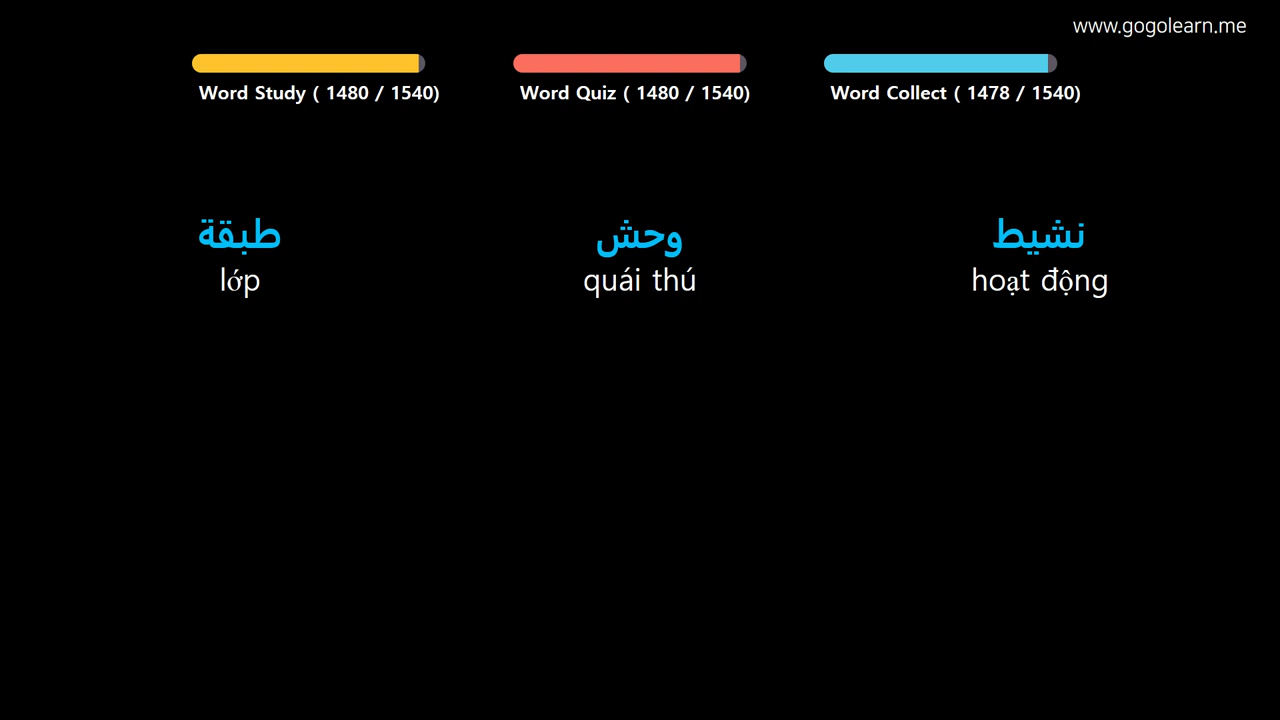 www.gogolearn.me
Word Study ( 1480 / 1540)
Word Quiz ( 1480 / 1540)
Word Collect ( 1478 / 1540)
طبقة
lớp
وحش
quái thú
نشيط
hoạt động